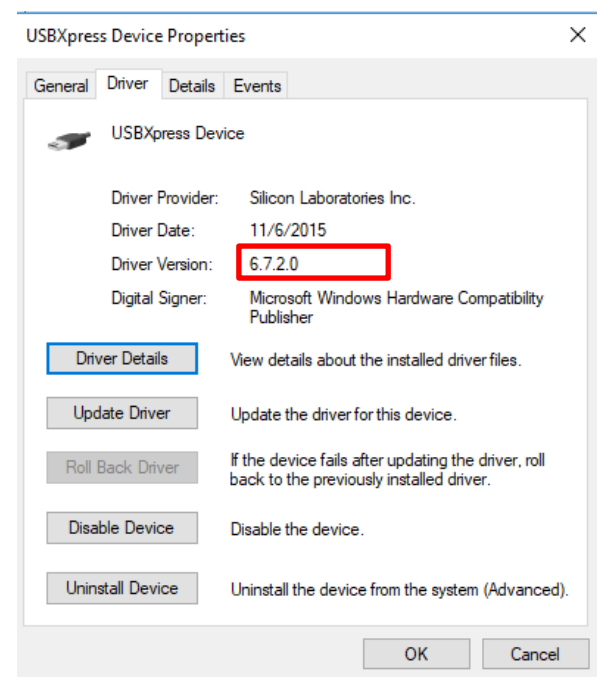 USBXpress Device Properties
General Driver Details Events
USBXpress Device
Driver Provider: Silicon Laboratories Inc.
Driver Date: 11/6/2015
Driver Version: 6.7.2.0
Digital Signer: Microsoft Windows Hardware Compatibility
Publisher
Driver Details View details about the installed driver files.
Update Driver Update the driver for this device.
Roll Back Driver If the device fails after updating the driver, roll
back to the previously installed driver.
Disable Device Disable the device.
Uninstall Device Uninstall the device from the system (Advanced).
OK Cancel